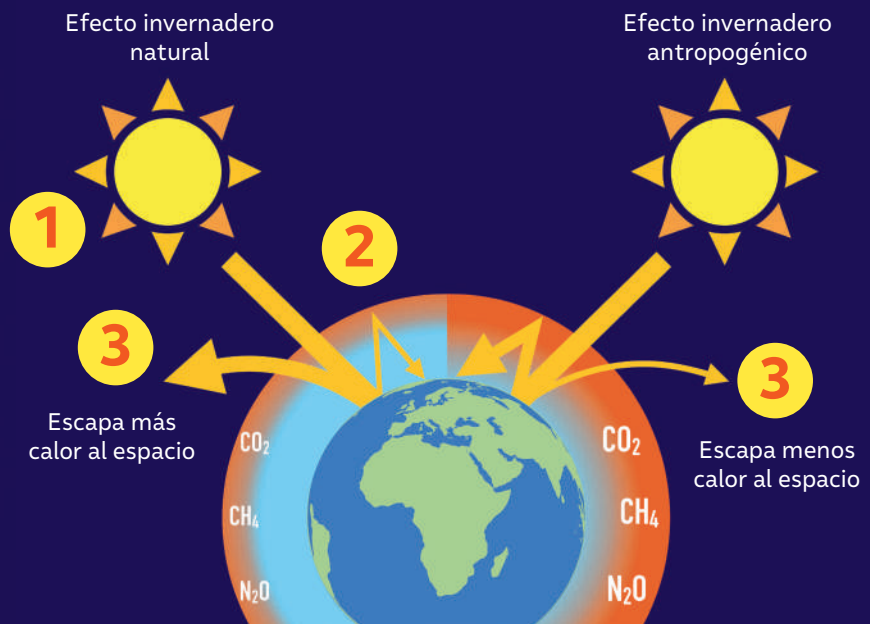 Efecto invernadero
natural
Efecto invernadero
antropogénico
1
2
3
Escapa más
calor al espacio
3
Escapa menos
calor al espacio
CO₂
CH₄
N₂O
CO₂
CH₄
N₂O